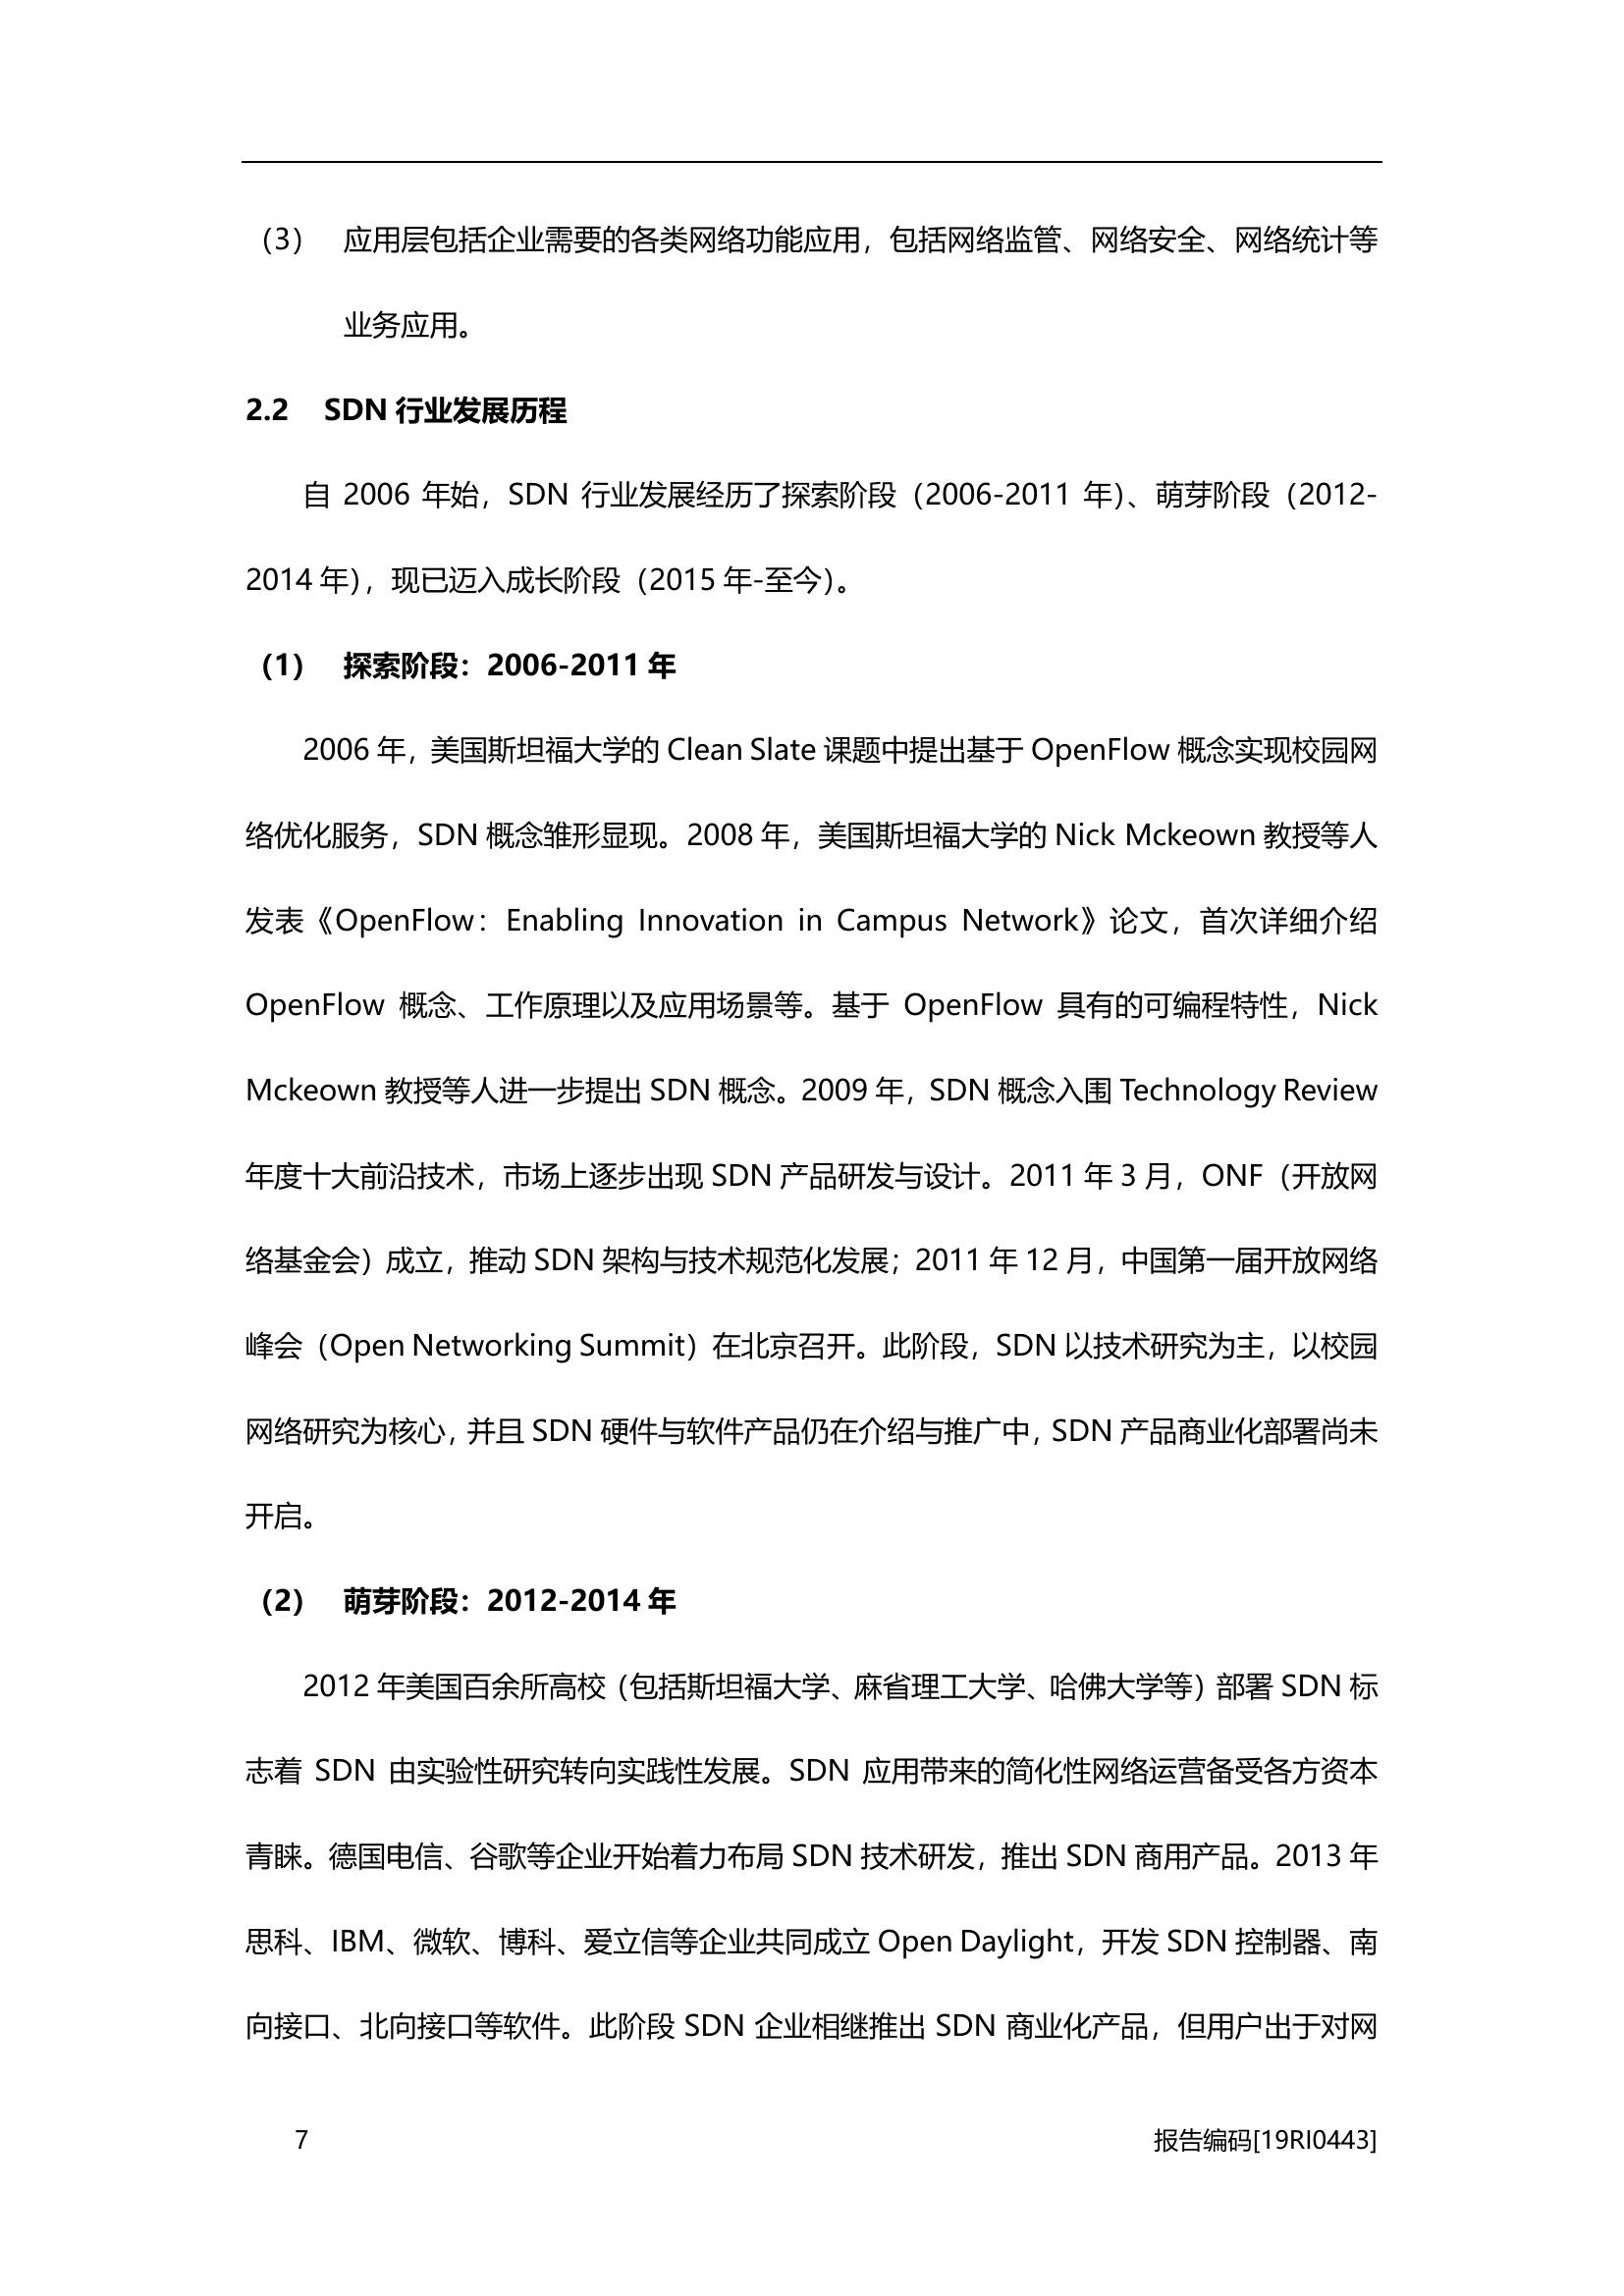 （3） 应用层包括企业需要的各类网络功能应用，包括网络监管、网络安全、网络统计等
业务应用。
2.2 SDN 行业发展历程
自 2006 年始，SDN 行业发展经历了探索阶段（2006-2011 年）、萌芽阶段（2012-
2014 年），现已迈入成长阶段（2015 年-至今）。
（1） 探索阶段：2006-2011 年
2006 年，美国斯坦福大学的 Clean Slate 课题中提出基于 OpenFlow 概念实现校园网
络优化服务，SDN 概念雏形显现。2008 年，美国斯坦福大学的 Nick Mckeown 教授等人
发表《OpenFlow：Enabling Innovation in Campus Network》论文，首次详细介绍
OpenFlow 概念、工作原理以及应用场景等。基于 OpenFlow 具有的可编程特性，Nick
Mckeown 教授等人进一步提出 SDN 概念。2009 年，SDN 概念入围 Technology Review
年度十大前沿技术，市场上逐步出现 SDN 产品研发与设计。2011 年 3 月，ONF（开放网
络基金会）成立，推动 SDN 架构与技术规范化发展；2011 年 12 月，中国第一届开放网络
峰会（Open Networking Summit）在北京召开。此阶段，SDN 以技术研究为主，以校园
网络研究为核心，并且 SDN 硬件与软件产品仍在介绍与推广中，SDN 产品商业化部署尚未
开启。
（2） 萌芽阶段：2012-2014 年
2012 年美国百余所高校（包括斯坦福大学、麻省理工大学、哈佛大学等）部署 SDN 标
志着 SDN 由实验性研究转向实践性发展。SDN 应用带来的简化性网络运营备受各方资本
青睐。德国电信、谷歌等企业开始着力布局 SDN 技术研发，推出 SDN 商用产品。2013 年
思科、IBM、微软、博科、爱立信等企业共同成立 Open Daylight，开发 SDN 控制器、南
向接口、北向接口等软件。此阶段 SDN 企业相继推出 SDN 商业化产品，但用户出于对网
7 报告编码[19RI0443]